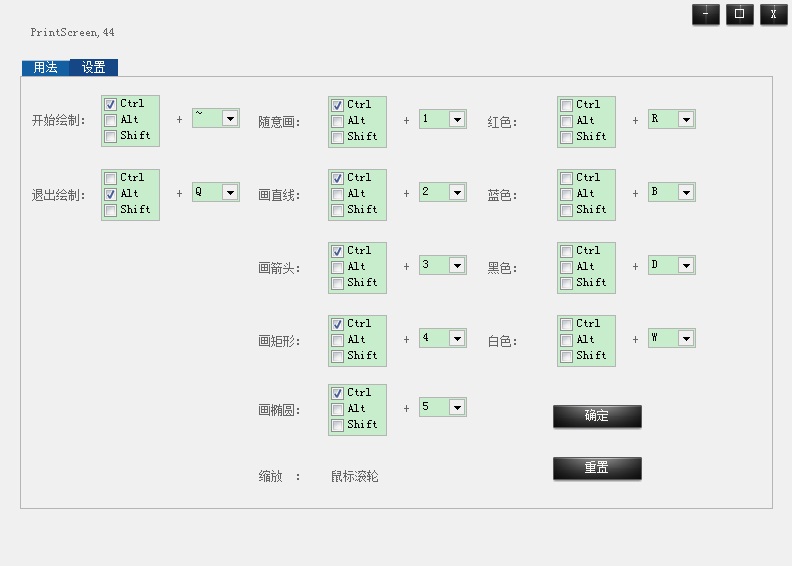 PrintScreen, 44
- □ X
用法 设置
开始绘制: Ctrl Alt Shift + ~
随意画: Ctrl Alt Shift + 1
红色: Ctrl Alt Shift + R
退出绘制: Ctrl Alt Shift + Q
画直线: Ctrl Alt Shift + 2
蓝色: Ctrl Alt Shift + B
画箭头: Ctrl Alt Shift + 3
黑色: Ctrl Alt Shift + D
画矩形: Ctrl Alt Shift + 4
白色: Ctrl Alt Shift + W
画椭圆: Ctrl Alt Shift + 5
确定
缩放 : 鼠标滚轮
重置